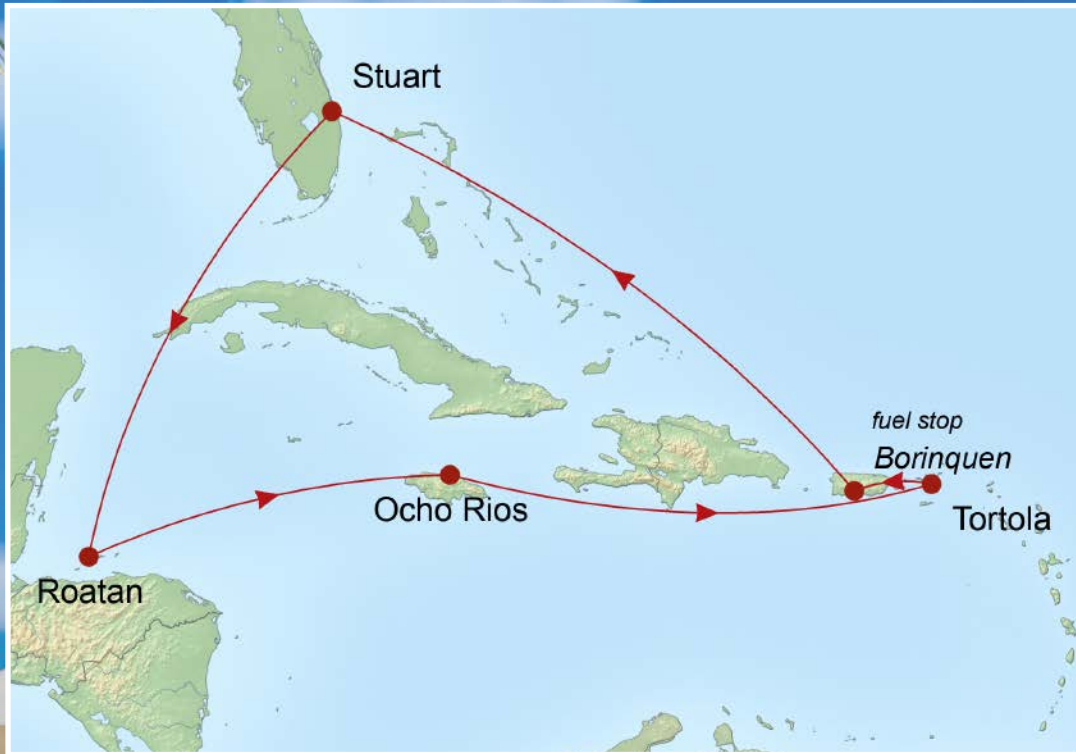 Stuart
fuel stop
Borinquen
Ocho Rios
Tortola
Roatan